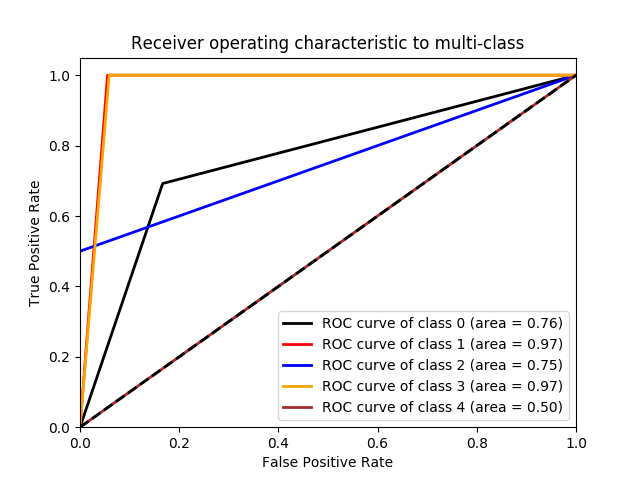 Receiver operating characteristic to multi-class
1.0
0.8
0.6
0.4
0.2
0.0
True Positive Rate
ROC curve of class 0 (area = 0.76)
ROC curve of class 1 (area = 0.97)
ROC curve of class 2 (area = 0.75)
ROC curve of class 3 (area = 0.97)
ROC curve of class 4 (area = 0.50)
0.0 0.2 0.4 0.6 0.8 1.0
False Positive Rate